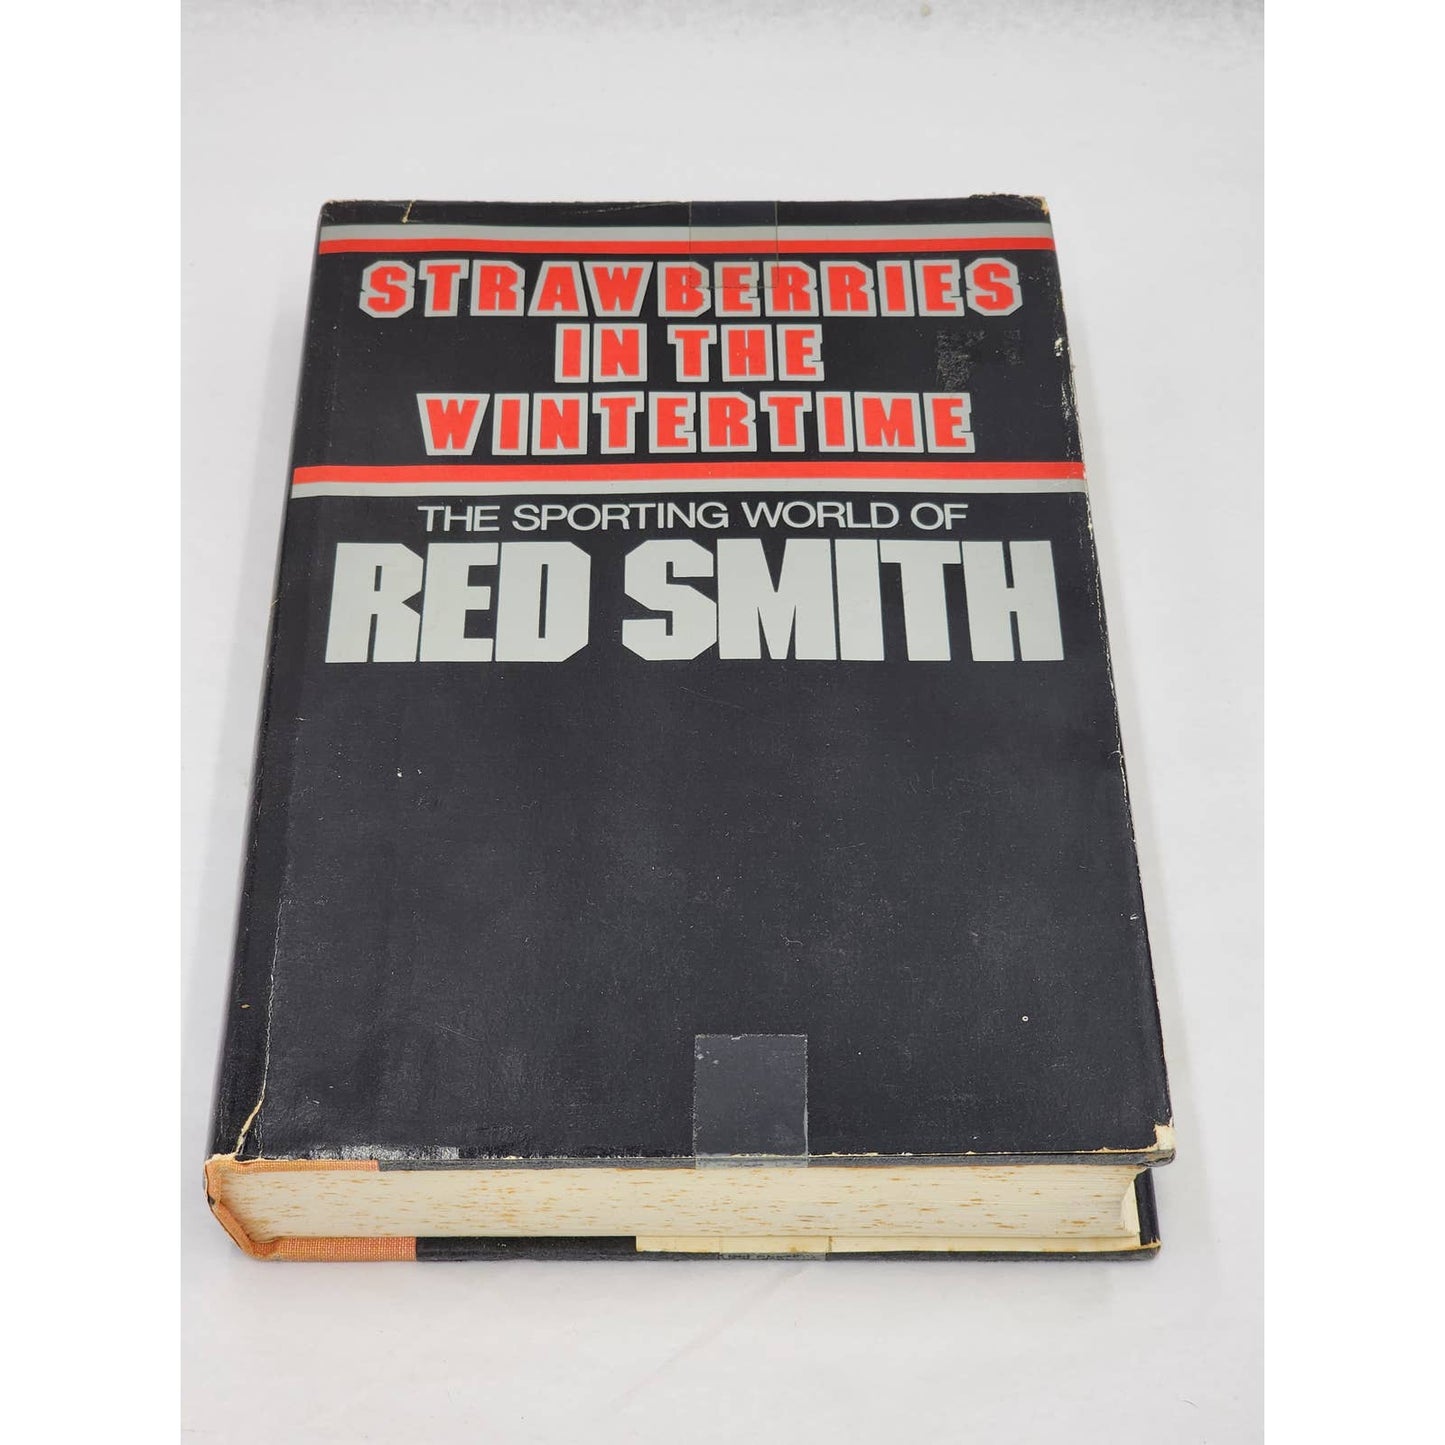 STRAWBERRIES
IN THE
WINTERTIME
THE SPORTING WORLD OF
RED SMITH